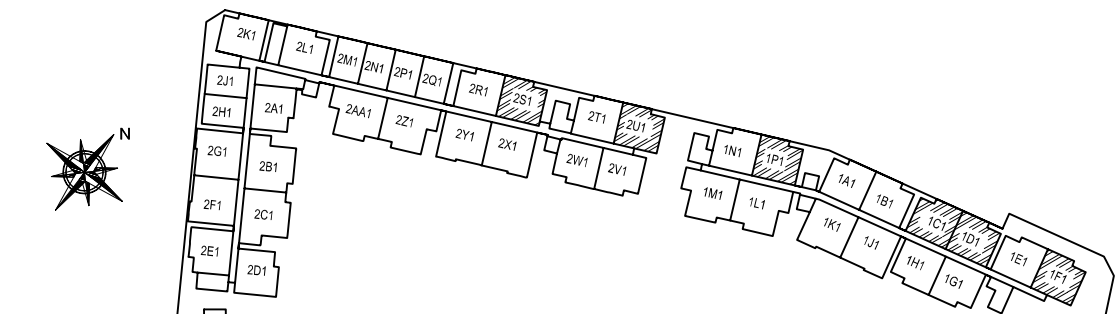 2K1
2L1
2M1
2N1
2P1
2Q1
2R1
2S1
2T1
2U1
2J1
2H1
2A1
2AA1
2Z1
2Y1
2X1
2W1
2V1
N
2G1
2B1
2F1
2C1
2E1
2D1
1N1
1P1
1M1
1L1
1A1
1B1
1C1
1D1
1E1
1F1
1K1
1J1
1H1
1G1